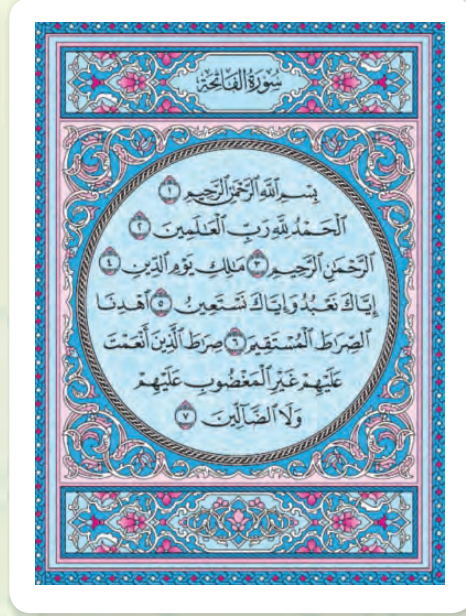 سُورَةُ الْفَاتِحَةِ
بِسْمِ ٱللَّهِ ٱلرَّحْمَٰنِ ٱلرَّحِيمِ ١
ٱلْحَمْدُ لِلَّهِ رَبِّ ٱلْعَٰلَمِينَ ٢
ٱلرَّحْمَٰنِ ٱلرَّحِيمِ ٣ مَٰلِكِ يَوْمِ ٱلدِّينِ ٤
إِيَّاكَ نَعْبُدُ وَإِيَّاكَ نَسْتَعِينُ ٥ ٱهْدِنَا
ٱلصِّرَٰطَ ٱلْمُسْتَقِيمَ ٦ صِرَٰطَ ٱلَّذِينَ أَنْعَمْتَ
عَلَيْهِمْ غَيْرِ ٱلْمَغْضُوبِ عَلَيْهِمْ
وَلَا ٱلضَّآلِّينَ ٧